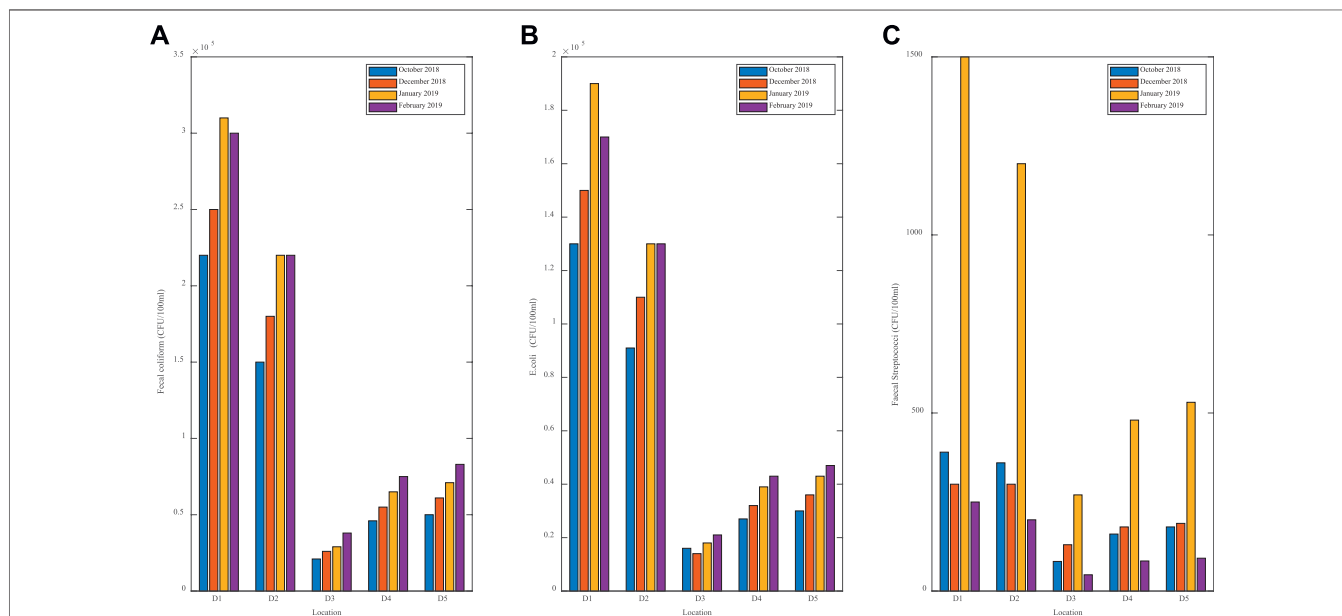 A
× 10 5
3.5
3
2.5
2
1.5
1
0.5
0
Fecal coliform (CFU/100ml)
October 2018
December 2018
January 2019
February 2019
D1 D2 D3 D4 D5
Location
B
× 10 5
2
1.8
1.6
1.4
1.2
1
0.8
0.6
0.4
0.2
0
E.coli (CFU/100ml)
October 2018
December 2018
January 2019
February 2019
D1 D2 D3 D4 D5
Location
C
1500
1000
500
0
Faecal Streptococci (CFU/100ml)
October 2018
December 2018
January 2019
February 2019
D1 D2 D3 D4 D5
Location